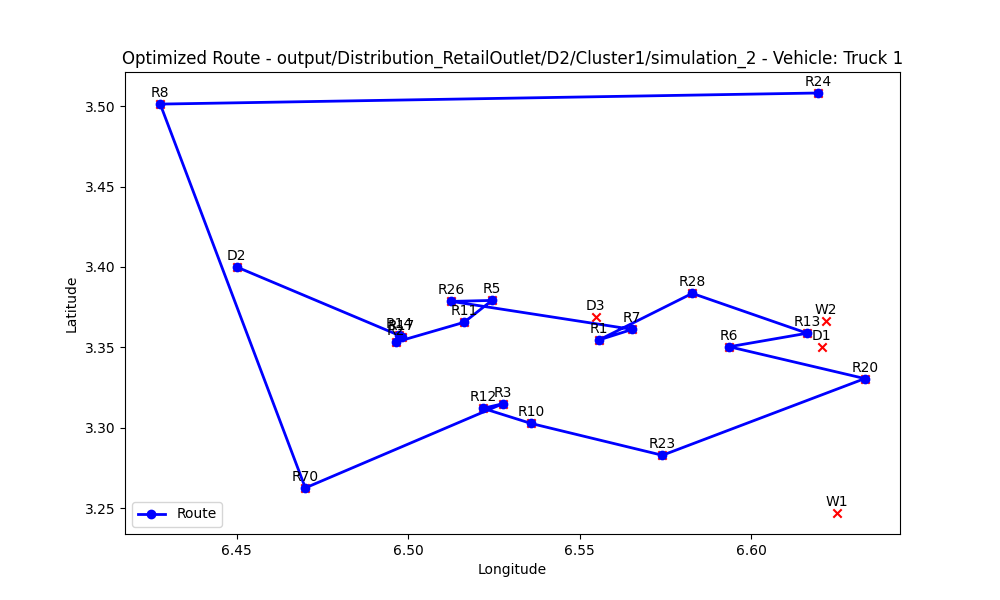 Optimized Route - output/Distribution_RetailOutlet/D2/Cluster1/simulation_2 - Vehicle: Truck 1
R24
R8
3.50
3.45
D2
3.40
R28
R5
R26
D3
W2
R11
R7
R13
R1
R6
D1
3.35
R20
Latitude
R12
R3
R10
3.30
R23
R70
W1
3.25
Route
6.45
6.50
6.55
6.60
Longitude